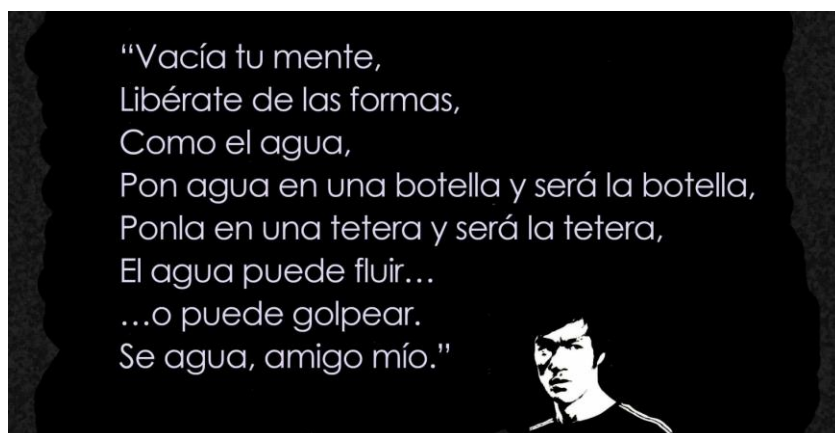 “Vacía tu mente,
Libérate de las formas,
Como el agua,
Pon agua en una botella y será la botella,
Ponla en una tetera y será la tetera,
El agua puede fluir...
...o puede golpear.
Se agua, amigo mío.”